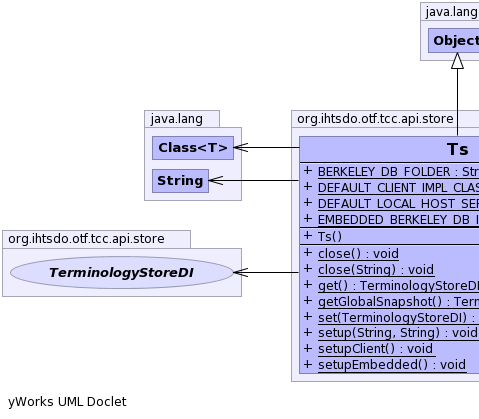 java.lang
Object
java.lang
Class<T>
String
org.ihtsdo.otf.tcc.api.store
TerminologyStoreDI
org.ihtsdo.otf.tcc.api.store
Ts
+ BERKELEY_DB_FOLDER : Str
+ DEFAULT_CLIENT_IMPL_CLAS
+ DEFAULT_LOCAL_HOST_SER
+ EMBEDDED_BERKELEY_DB_I
+ Ts()
+ close() : void
+ close(String) : void
+ get() : TerminologyStoreDI
+ getGlobalSnapshot() : Term
+ set(TerminologyStoreDI) :
+ setup(String, String) : void
+ setupClient() : void
+ setupEmbedded() : void
yWorks UML Doclet